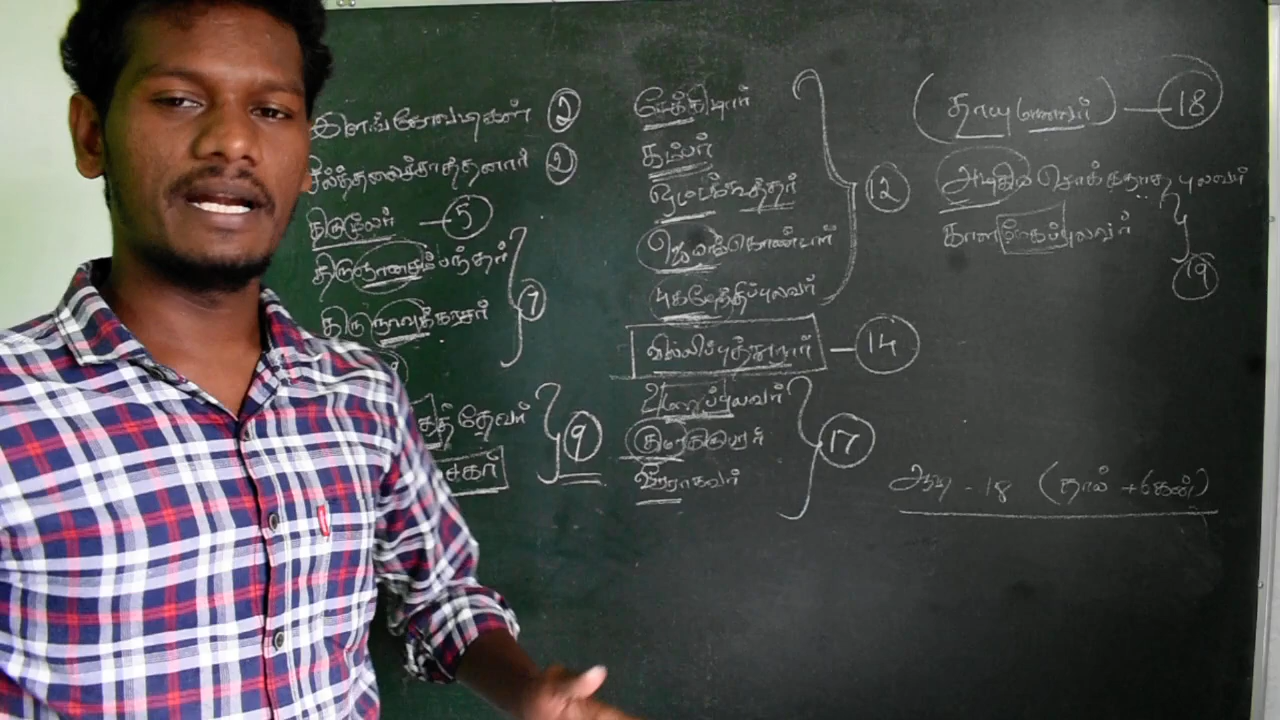 இளங்கோவடிகள் ②
சீத்தலைச்சாத்தனார் ②
திருமூலர் – ⑤
திருஞானசம்பந்தர்
திருநாவுக்கரசர்
7
த்தேவர்
9
சேக்கிழார்
கம்பர்
ஒட்டக்கூத்தர்
ஜெயங்கொண்டார்
புகழேந்திப்புலவர்
12
வில்லிப்புத்தூரார் – 14
உமறுப்புலவர்
குமரகுருபரர்
வீரராகவர்
17
(தாயுமானவர்) – 18
அழகிய சொக்கநாத புலவர்
காளமேகப்புலவர்
19
ஆடி - 18 (தாய் + பெண்)